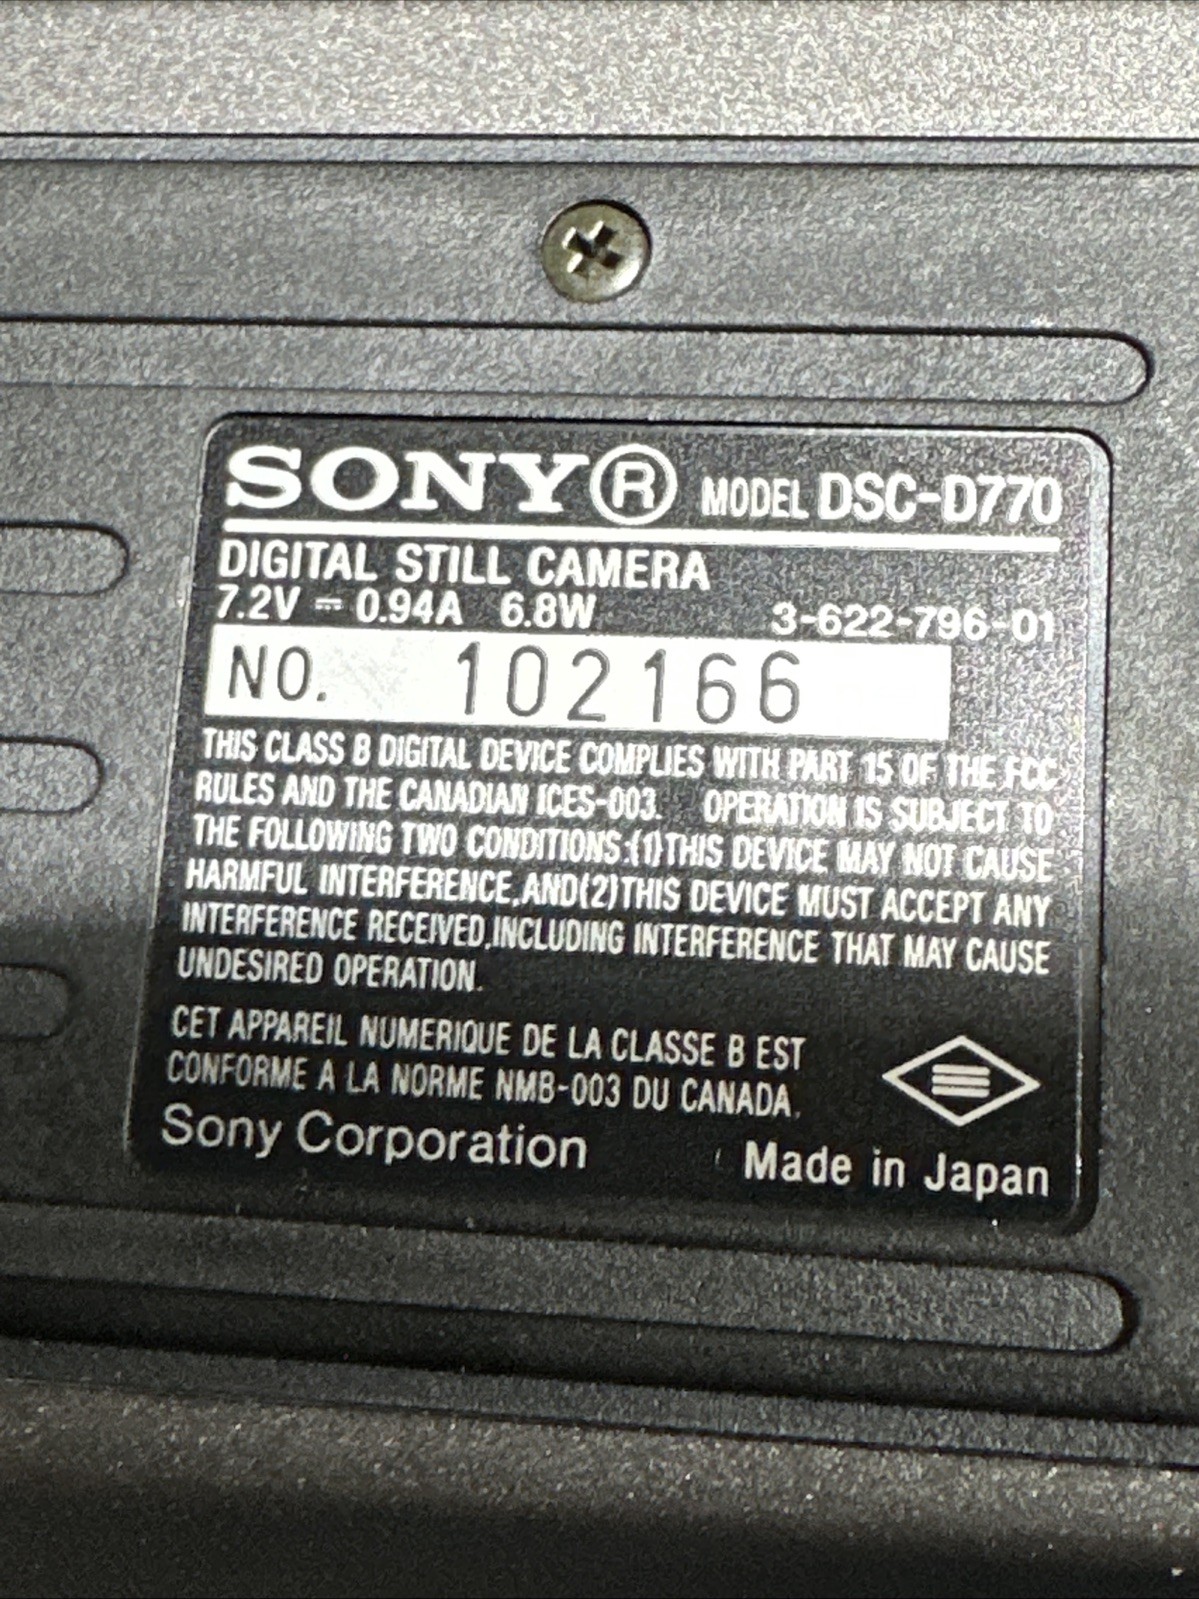 SONY® MODEL DSC-D770
DIGITAL STILL CAMERA
7.2V ⎓ 0.94A 6.8W 3-622-796-01
NO. 102166
THIS CLASS B DIGITAL DEVICE COMPLIES WITH PART 15 OF THE FCC
RULES AND THE CANADIAN ICES-003. OPERATION IS SUBJECT TO
THE FOLLOWING TWO CONDITIONS:(1)THIS DEVICE MAY NOT CAUSE
HARMFUL INTERFERENCE,AND(2)THIS DEVICE MUST ACCEPT ANY
INTERFERENCE RECEIVED,INCLUDING INTERFERENCE THAT MAY CAUSE
UNDESIRED OPERATION.
CET APPAREIL NUMERIQUE DE LA CLASSE B EST
CONFORME A LA NORME NMB-003 DU CANADA.
Sony Corporation Made in Japan